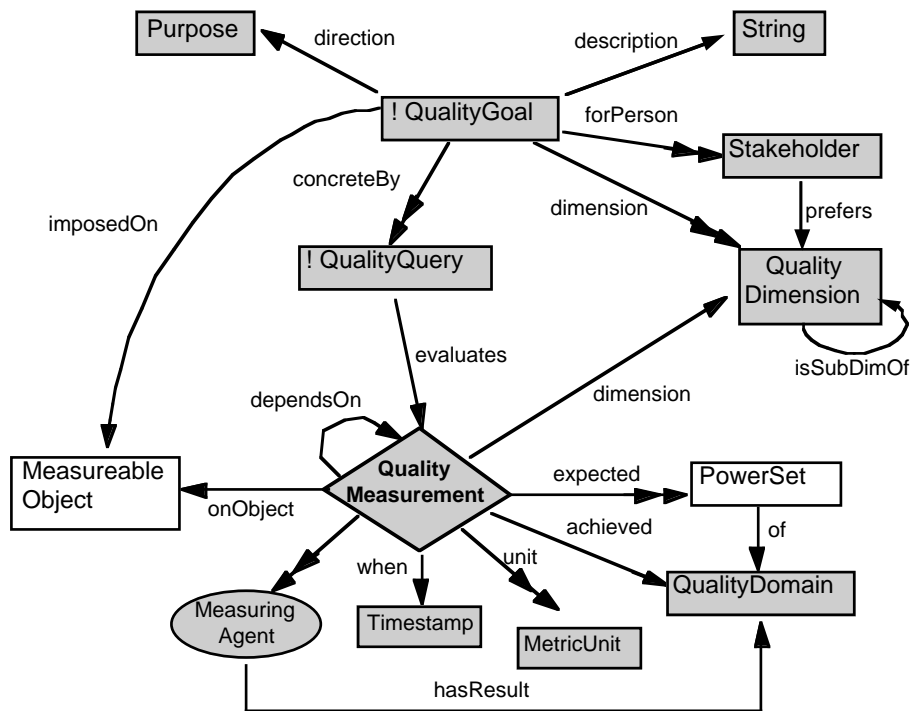 Purpose
direction
description
String
! QualityGoal
forPerson
Stakeholder
concreteBy
imposedOn
dimension
prefers
! QualityQuery
Quality
Dimension
evaluates
isSubDimOf
dependsOn
dimension
Measureable
Object
Quality
Measurement
expected
PowerSet
onObject
achieved
of
when
unit
QualityDomain
Measuring
Agent
Timestamp
MetricUnit
hasResult